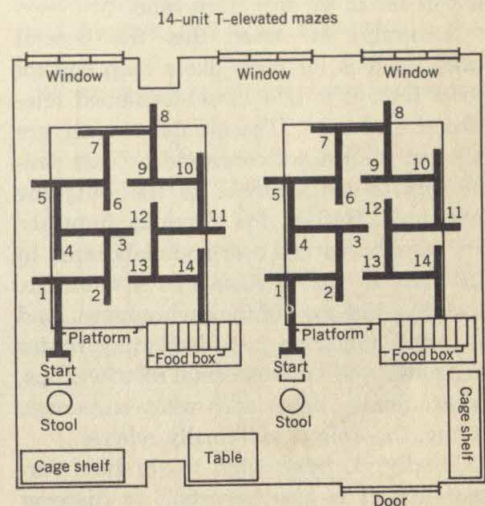 14-unit T-elevated mazes
Window Window Window
8 8
7 7
9 10 9 10
5 6 5 6
12 11 12 11
4 3 4 3
13 14 13 14
1 2 1 2
Platform Platform
Food box Food box
Start Start
Stool Stool
Cage shelf Table Cage shelf
Door